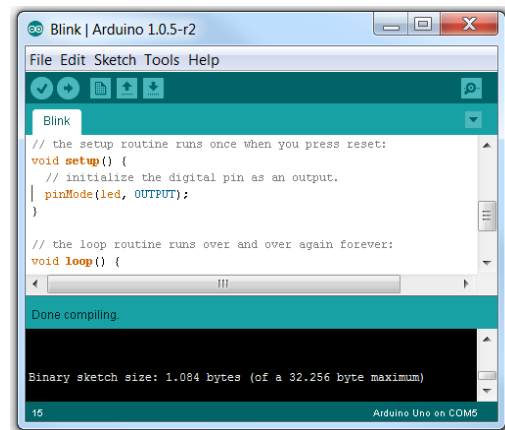 Blink | Arduino 1.0.5-r2
File Edit Sketch Tools Help
Blink
// the setup routine runs once when you press reset:
void setup() {
  // initialize the digital pin as an output.
  pinMode(led, OUTPUT);
}
// the loop routine runs over and over again forever:
void loop() {
Done compiling.
Binary sketch size: 1.084 bytes (of a 32.256 byte maximum)
15 Arduino Uno on COM5